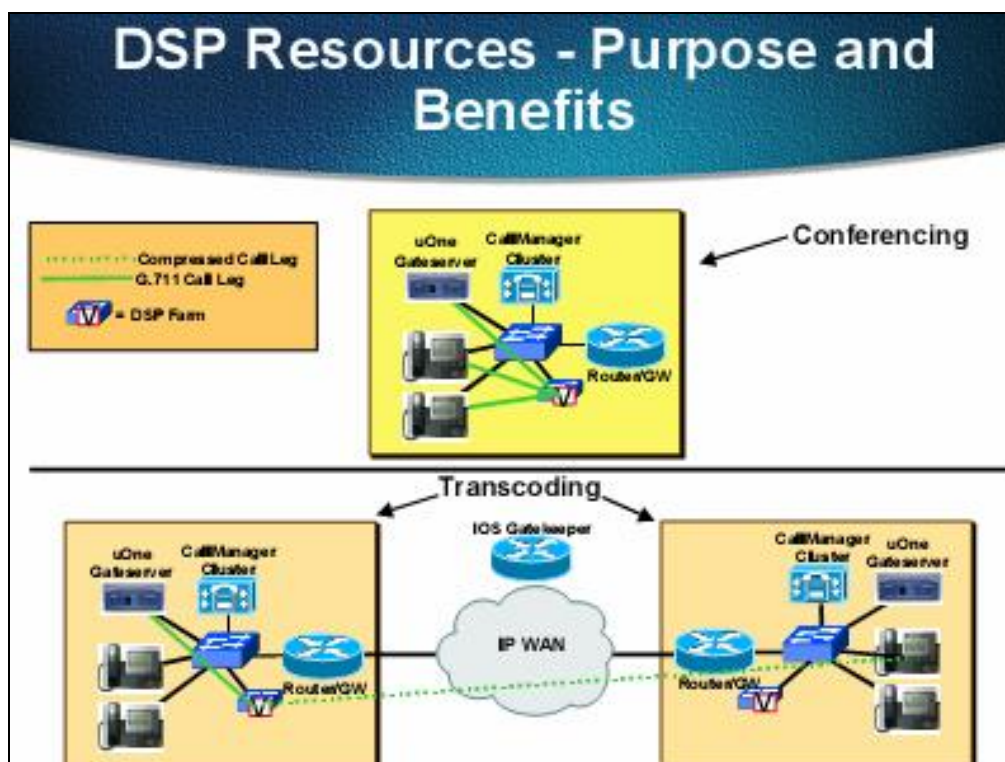 DSP Resources - Purpose and
Benefits
Compressed Call Leg
G.711 Call Leg
V = DSP Farm
uOne
Gateserver
CallManager
Cluster
Router/GW
V
Conferencing
Transcoding
uOne
Gateserver
CallManager
Cluster
Router/GW
V
IOS Gatekeeper
IP WAN
CallManager
Cluster
uOne
Gateserver
Router/GW
V